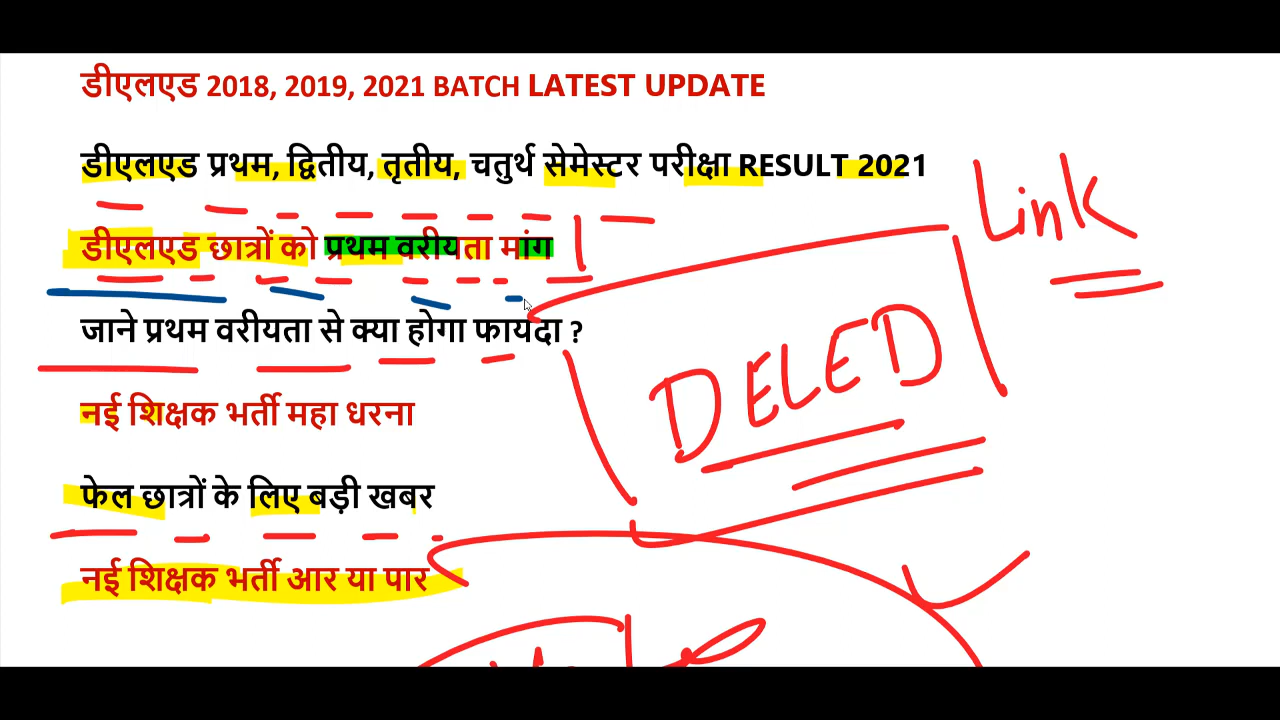 डीएलएड 2018, 2019, 2021 BATCH LATEST UPDATE
डीएलएड प्रथम, द्वितीय, तृतीय, चतुर्थ सेमेस्टर परीक्षा RESULT 2021
Link
डीएलएड छात्रों को प्रथम वरीयता मांग
जाने प्रथम वरीयता से क्या होगा फायदा ?
DELED
नई शिक्षक भर्ती महा धरना
फेल छात्रों के लिए बड़ी खबर
नई शिक्षक भर्ती आर या पार